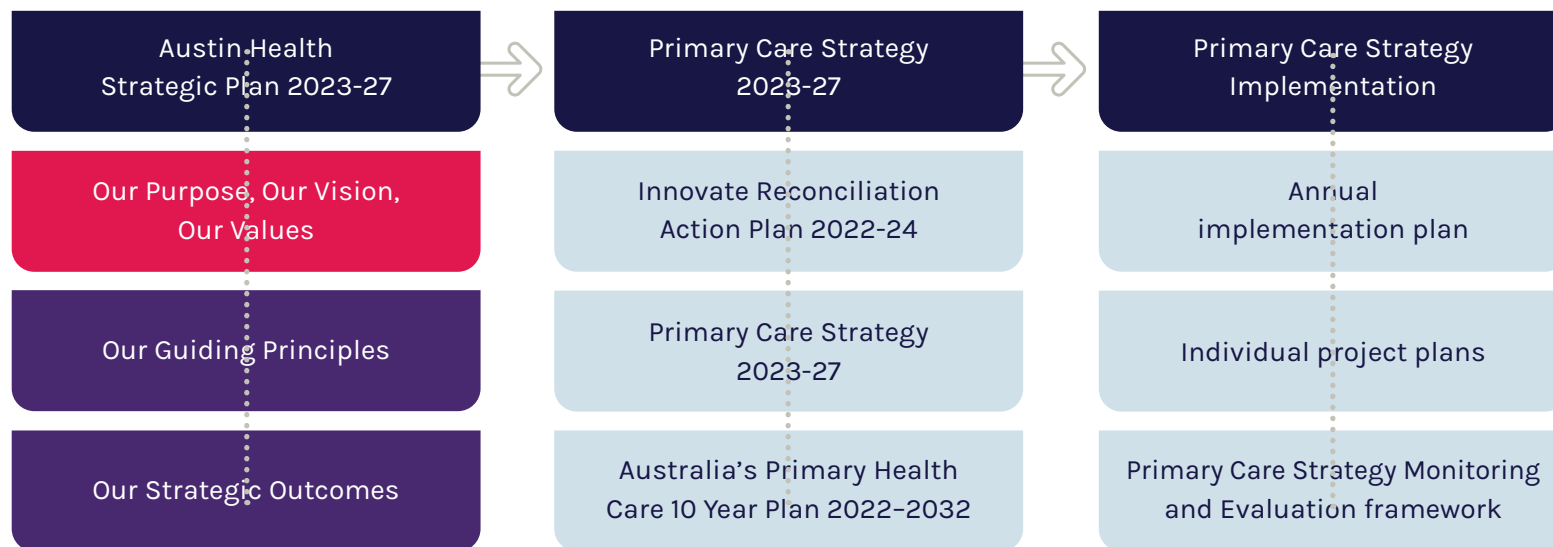 Austin Health
Strategic Plan 2023-27
Our Purpose, Our Vision,
Our Values
Our Guiding Principles
Our Strategic Outcomes
Primary Care Strategy
2023-27
Innovate Reconciliation
Action Plan 2022-24
Primary Care Strategy
2023-27
Australia’s Primary Health
Care 10 Year Plan 2022–2032
Primary Care Strategy
Implementation
Annual
implementation plan
Individual project plans
Primary Care Strategy Monitoring
and Evaluation framework